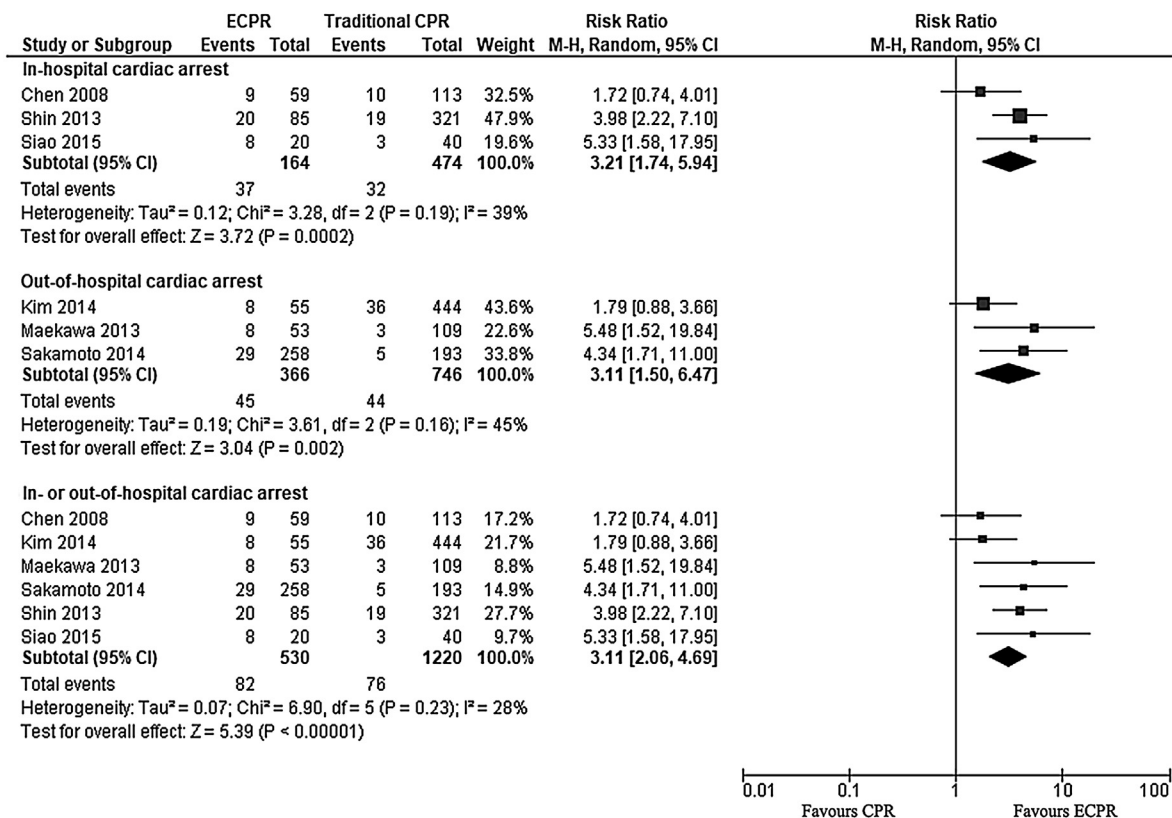 ECPR Traditional CPR Risk Ratio Risk Ratio
Study or Subgroup Events Total Events Total Weight M-H, Random, 95% CI M-H, Random, 95% CI
In-hospital cardiac arrest
Chen 2008 9 59 10 113 32.5% 1.72 [0.74, 4.01]
Shin 2013 20 85 19 321 47.9% 3.98 [2.22, 7.10]
Siao 2015 8 20 3 40 19.6% 5.33 [1.58, 17.95]
Subtotal (95% CI) 164 474 100.0% 3.21 [1.74, 5.94]
Total events 37 32
Heterogeneity: Tau² = 0.12; Chi² = 3.28, df = 2 (P = 0.19); I² = 39%
Test for overall effect: Z = 3.72 (P = 0.0002)
Out-of-hospital cardiac arrest
Kim 2014 8 55 36 444 43.6% 1.79 [0.88, 3.66]
Maekawa 2013 8 53 3 109 22.6% 5.48 [1.52, 19.84]
Sakamoto 2014 29 258 5 193 33.8% 4.34 [1.71, 11.00]
Subtotal (95% CI) 366 746 100.0% 3.11 [1.50, 6.47]
Total events 45 44
Heterogeneity: Tau² = 0.19; Chi² = 3.61, df = 2 (P = 0.16); I² = 45%
Test for overall effect: Z = 3.04 (P = 0.002)
In- or out-of-hospital cardiac arrest
Chen 2008 9 59 10 113 17.2% 1.72 [0.74, 4.01]
Kim 2014 8 55 36 444 21.7% 1.79 [0.88, 3.66]
Maekawa 2013 8 53 3 109 8.8% 5.48 [1.52, 19.84]
Sakamoto 2014 29 258 5 193 14.9% 4.34 [1.71, 11.00]
Shin 2013 20 85 19 321 27.7% 3.98 [2.22, 7.10]
Siao 2015 8 20 3 40 9.7% 5.33 [1.58, 17.95]
Subtotal (95% CI) 530 1220 100.0% 3.11 [2.06, 4.69]
Total events 82 76
Heterogeneity: Tau² = 0.07; Chi² = 6.90, df = 5 (P = 0.23); I² = 28%
Test for overall effect: Z = 5.39 (P < 0.00001)
0.01 0.1 1 10 100
Favours CPR Favours ECPR